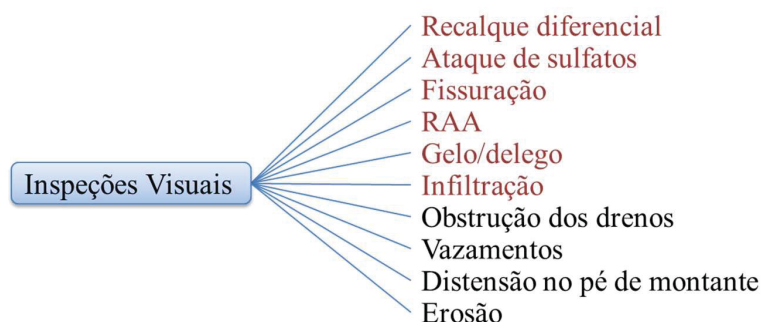 Inspeções Visuais
Recalque diferencial
Ataque de sulfatos
Fissuração
RAA
Gelo/delego
Infiltração
Obstrução dos drenos
Vazamentos
Distensão no pé de montante
Erosão